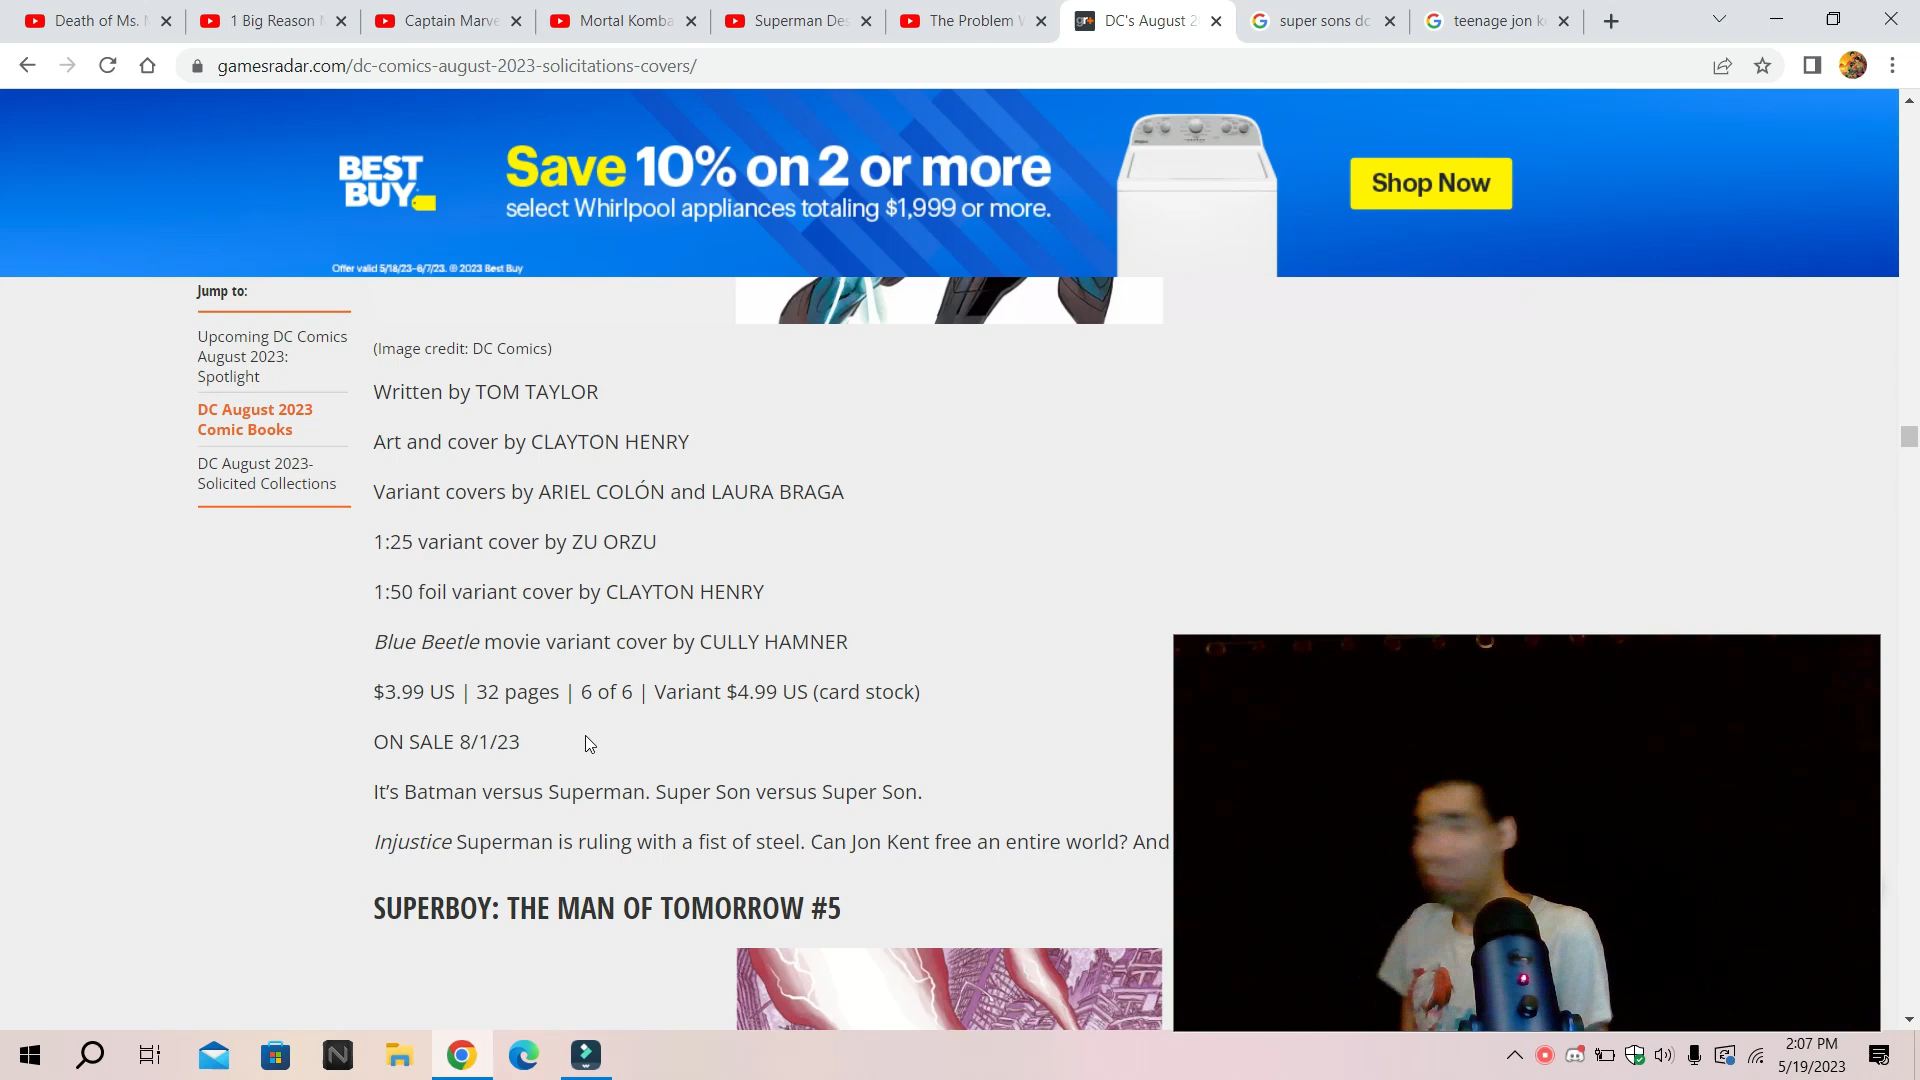 Death of Ms.
1 Big Reason
Captain Marve
Mortal Komba
Superman Des
The Problem
DC's August 2
super sons dc
teenage jon k
gamesradar.com/dc-comics-august-2023-solicitations-covers/
BEST
BUY
Save 10% on 2 or more
select Whirlpool appliances totaling $1,999 or more.
Shop Now
Offer valid 5/18/23–6/7/23. © 2023 Best Buy
Jump to:
Upcoming DC Comics
August 2023:
Spotlight
DC August 2023
Comic Books
DC August 2023-
Solicited Collections
(Image credit: DC Comics)
Written by TOM TAYLOR
Art and cover by CLAYTON HENRY
Variant covers by ARIEL COLÓN and LAURA BRAGA
1:25 variant cover by ZU ORZU
1:50 foil variant cover by CLAYTON HENRY
Blue Beetle movie variant cover by CULLY HAMNER
$3.99 US | 32 pages | 6 of 6 | Variant $4.99 US (card stock)
ON SALE 8/1/23
It's Batman versus Superman. Super Son versus Super Son.
Injustice Superman is ruling with a fist of steel. Can Jon Kent free an entire world? And
SUPERBOY: THE MAN OF TOMORROW #5
2:07 PM
5/19/2023